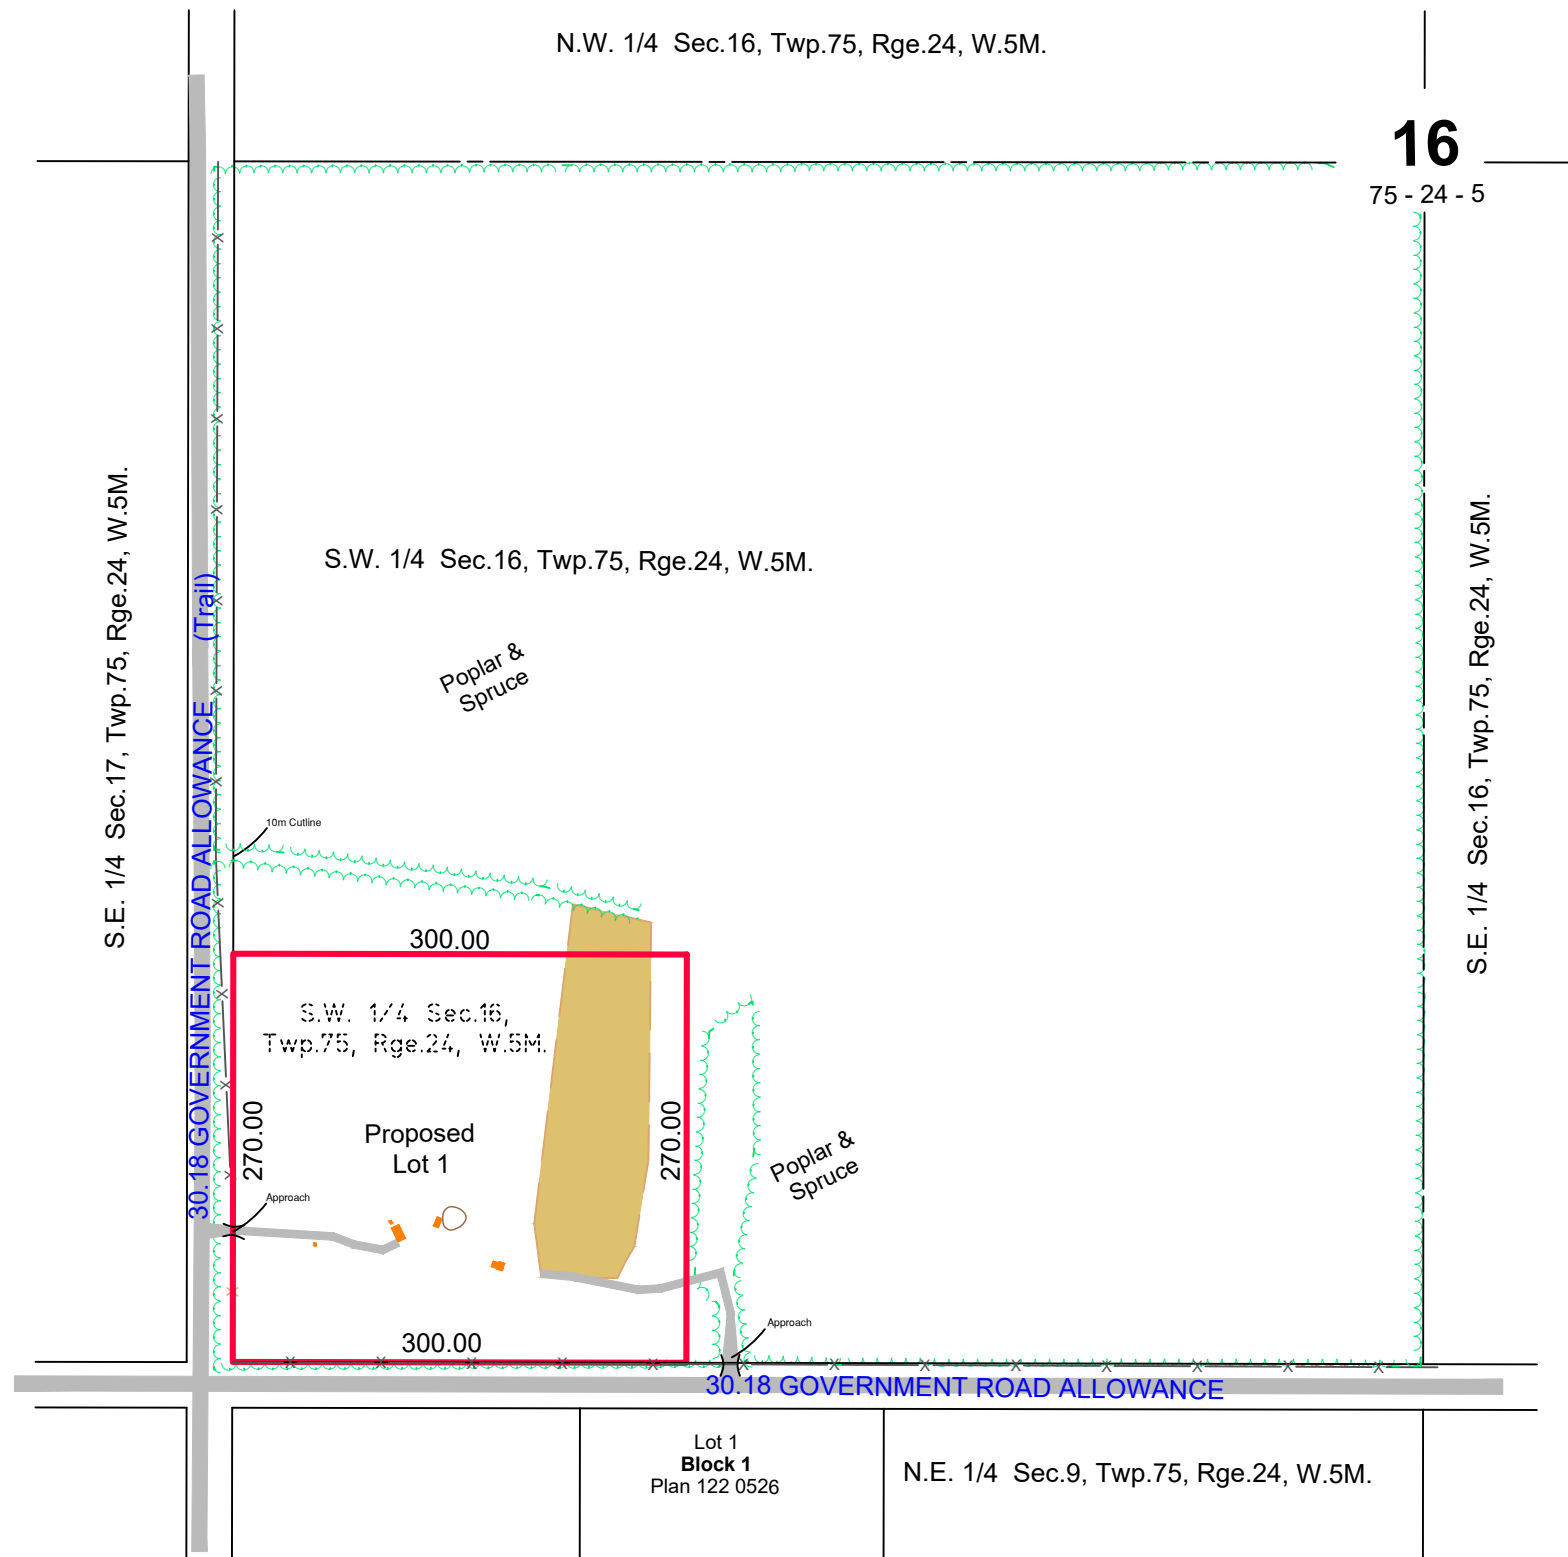 N.W. 1/4 Sec.16, Twp.75, Rge.24, W.5M.
16
75 - 24 - 5
S.E. 1/4 Sec.17, Twp.75, Rge.24, W.5M.
30.18 GOVERNMENT ROAD ALLOWANCE (Trail)
S.W. 1/4 Sec.16, Twp.75, Rge.24, W.5M.
S.E. 1/4 Sec.16, Twp.75, Rge.24, W.5M.
Poplar &
Spruce
10m Cutline
300.00
S.W. 1/4 Sec.16,
Twp.75, Rge.24, W.5M.
270.00
270.00
Proposed
Lot 1
Poplar &
Spruce
Approach
Approach
300.00
30.18 GOVERNMENT ROAD ALLOWANCE
Lot 1
Block 1
Plan 122 0526
N.E. 1/4 Sec.9, Twp.75, Rge.24, W.5M.